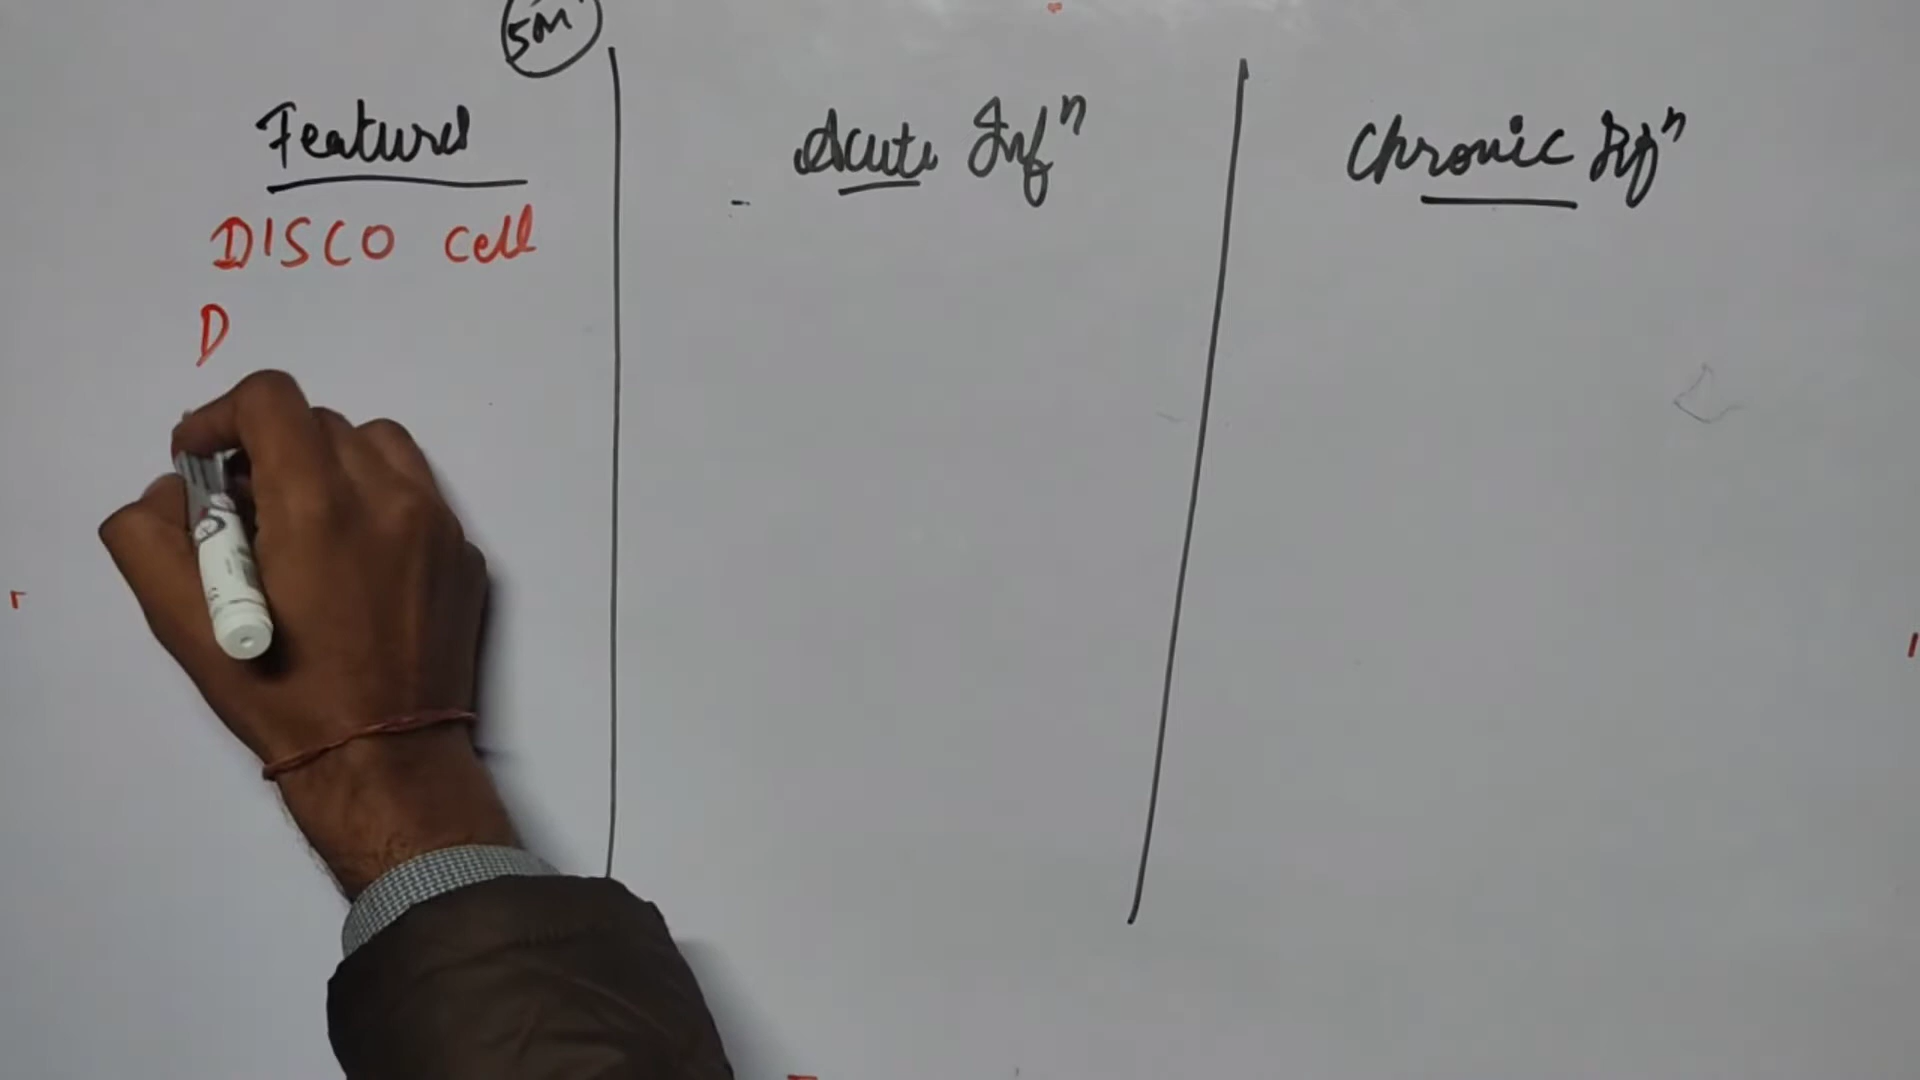 5M
Features
Acute Infⁿ
Chronic Infⁿ
DISCO cell
D